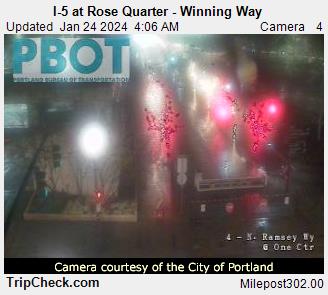 I-5 at Rose Quarter - Winning Way
Updated Jan 24 2024 4:06 AM Camera 4
PBOT
PORTLAND BUREAU OF TRANSPORTATION
4 - N. Ramsey Wy
@ One Ctr
Camera courtesy of the City of Portland
TripCheck.com Milepost302.00